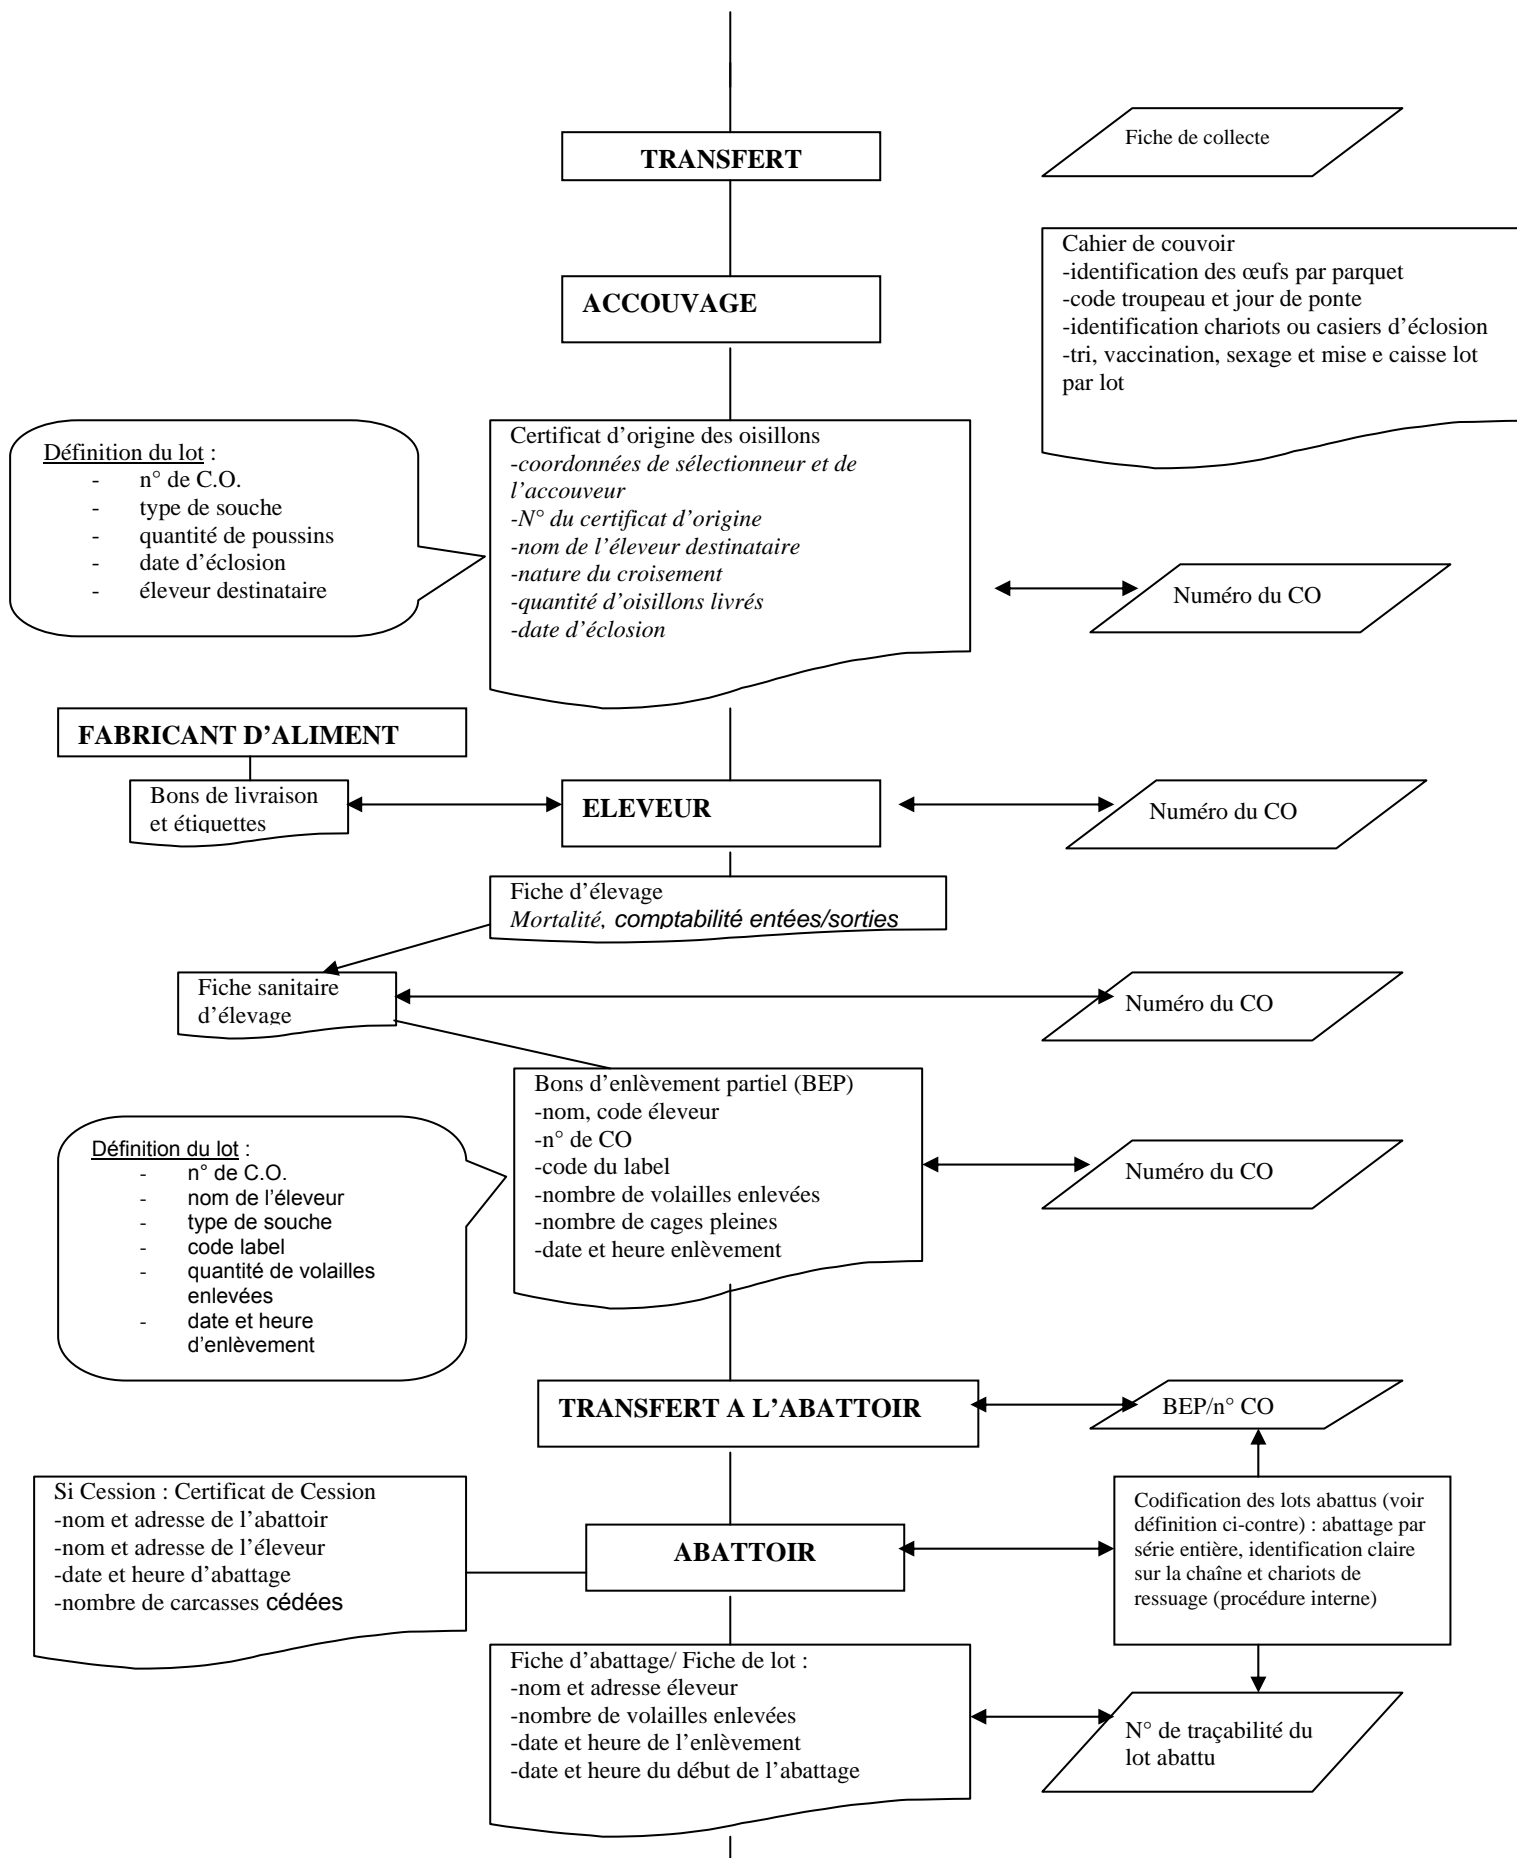 TRANSFERT
Fiche de collecte
Cahier de couvoir
-identification des œufs par parquet
-code troupeau et jour de ponte
-identification chariots ou casiers d’éclosion
-tri, vaccination, sexage et mise e caisse lot
par lot
ACCOUVAGE
Définition du lot :
- n° de C.O.
- type de souche
- quantité de poussins
- date d’éclosion
- éleveur destinataire
Certificat d’origine des oisillons
-coordonnées de sélectionneur et de
l’accouveur
-N° du certificat d’origine
-nom de l’éleveur destinataire
-nature du croisement
-quantité d’oisillons livrés
-date d’éclosion
Numéro du CO
FABRICANT D’ALIMENT
Bons de livraison
et étiquettes
ELEVEUR
Numéro du CO
Fiche d’élevage
Mortalité, comptabilité entées/sorties
Fiche sanitaire
d’élevage
Numéro du CO
Bons d’enlèvement partiel (BEP)
-nom, code éleveur
-n° de CO
-code du label
-nombre de volailles enlevées
-nombre de cages pleines
-date et heure enlèvement
Définition du lot :
- n° de C.O.
- nom de l’éleveur
- type de souche
- code label
- quantité de volailles
enlevées
- date et heure
d’enlèvement
Numéro du CO
TRANSFERT A L’ABATTOIR
BEP/n° CO
Si Cession : Certificat de Cession
-nom et adresse de l’abattoir
-nom et adresse de l’éleveur
-date et heure d’abattage
-nombre de carcasses cédées
ABATTOIR
Codification des lots abattus (voir
définition ci-contre) : abattage par
série entière, identification claire
sur la chaîne et chariots de
ressuage (procédure interne)
Fiche d’abattage/ Fiche de lot :
-nom et adresse éleveur
-nombre de volailles enlevées
-date et heure de l’enlèvement
-date et heure du début de l’abattage
N° de traçabilité du
lot abattu